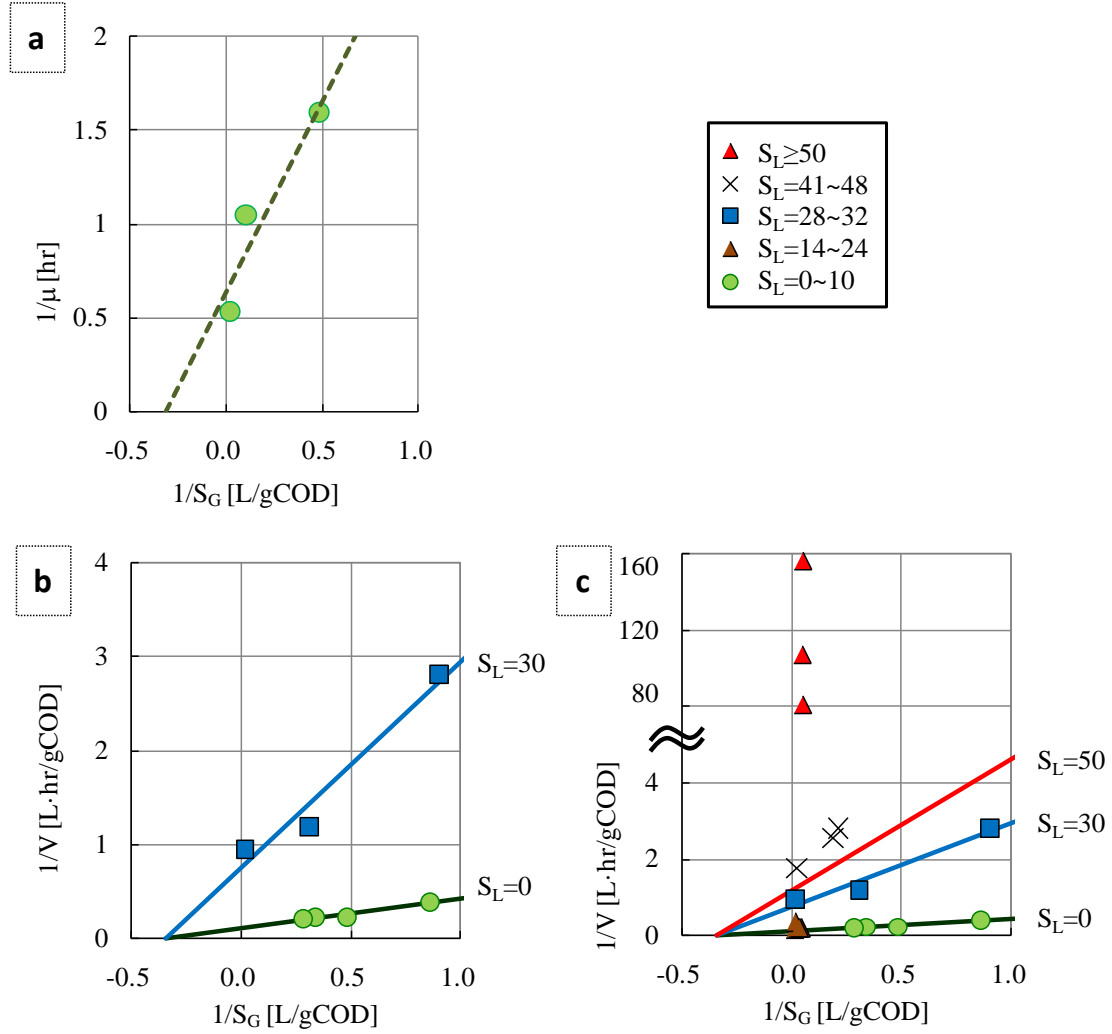 a
2
1.5
1
0.5
0
-0.5 0.0 0.5 1.0
1/μ [hr]
1/S_G [L/gCOD]
S_L≥50
S_L=41~48
S_L=28~32
S_L=14~24
S_L=0~10
b
4
3
2
1
0
-0.5 0.0 0.5 1.0
1/V [L·hr/gCOD]
1/S_G [L/gCOD]
S_L=30
S_L=0
c
160
120
80
4
2
0
-0.5 0.0 0.5 1.0
1/V [L·hr/gCOD]
1/S_G [L/gCOD]
S_L=50
S_L=30
S_L=0